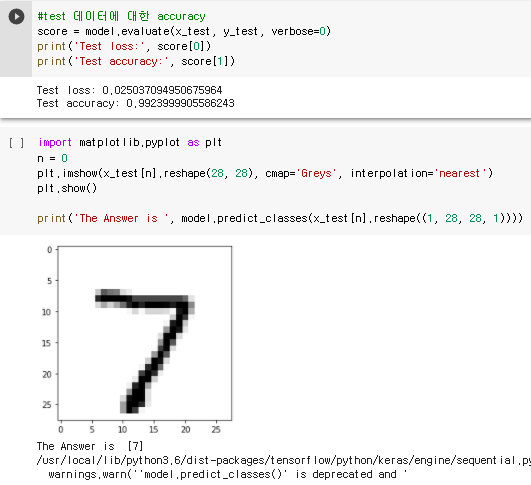 #test 데이터에 대한 accuracy
score = model.evaluate(x_test, y_test, verbose=0)
print('Test loss:', score[0])
print('Test accuracy:', score[1])
Test loss: 0.025037094950675964
Test accuracy: 0.9923999905586243
[ ]
import matplotlib.pyplot as plt
n = 0
plt.imshow(x_test[n].reshape(28, 28), cmap='Greys', interpolation='nearest')
plt.show()
print('The Answer is ', model.predict_classes(x_test[n].reshape((1, 28, 28, 1))))
0
5
10
15
20
25
7
0 5 10 15 20 25
The Answer is  [7]
/usr/local/lib/python3.6/dist-packages/tensorflow/python/keras/engine/sequential.py
warnings.warn('`model.predict_classes()` is deprecated and '